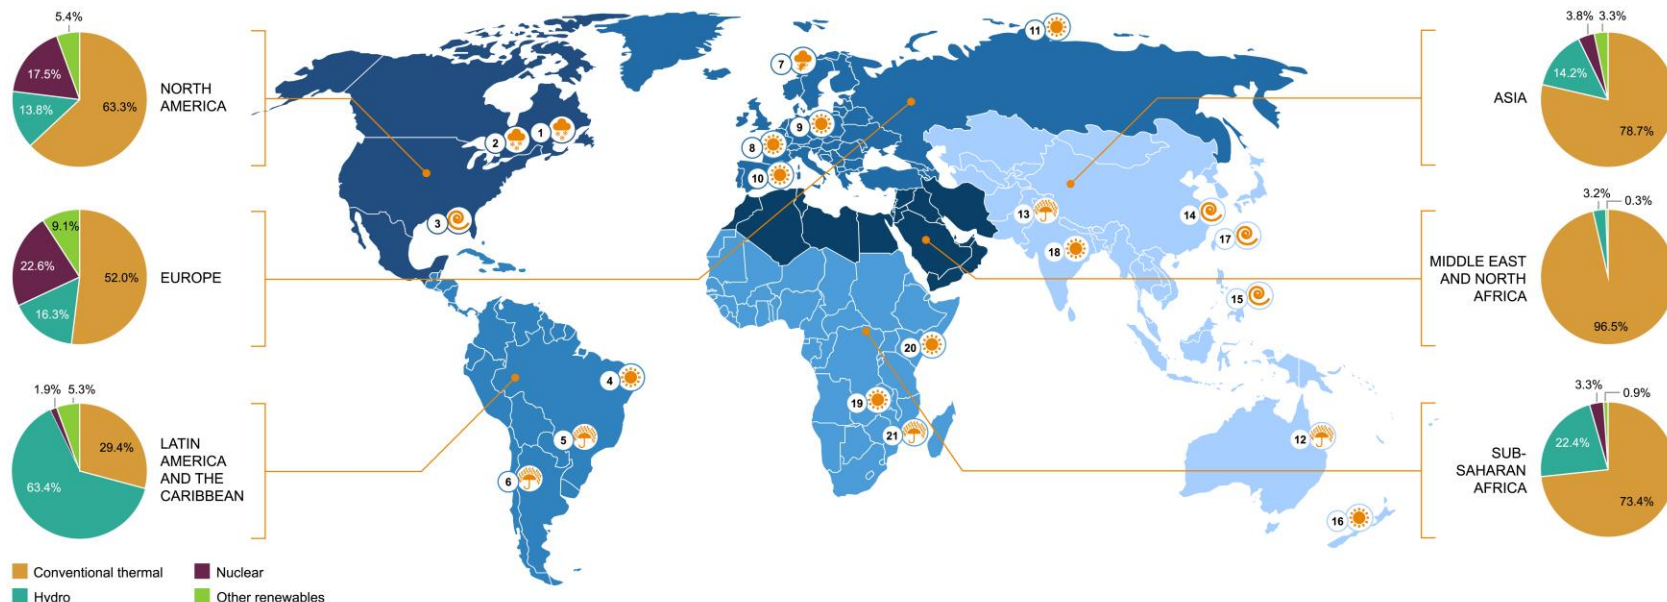 5.4%
17.5%
13.8%
63.3%
NORTH
AMERICA
9.1%
22.6%
52.0%
16.3%
EUROPE
1.9%
5.3%
29.4%
63.4%
LATIN
AMERICA
AND THE
CARIBBEAN
Conventional thermal
Nuclear
Hydro
Other renewables
1
2
3
4
5
6
7
8
9
10
11
12
13
14
15
16
17
18
19
20
21
3.8%
3.3%
14.2%
78.7%
ASIA
3.2%
0.3%
96.5%
MIDDLE EAST
AND NORTH
AFRICA
3.3%
0.9%
22.4%
73.4%
SUB-
SAHARAN
AFRICA